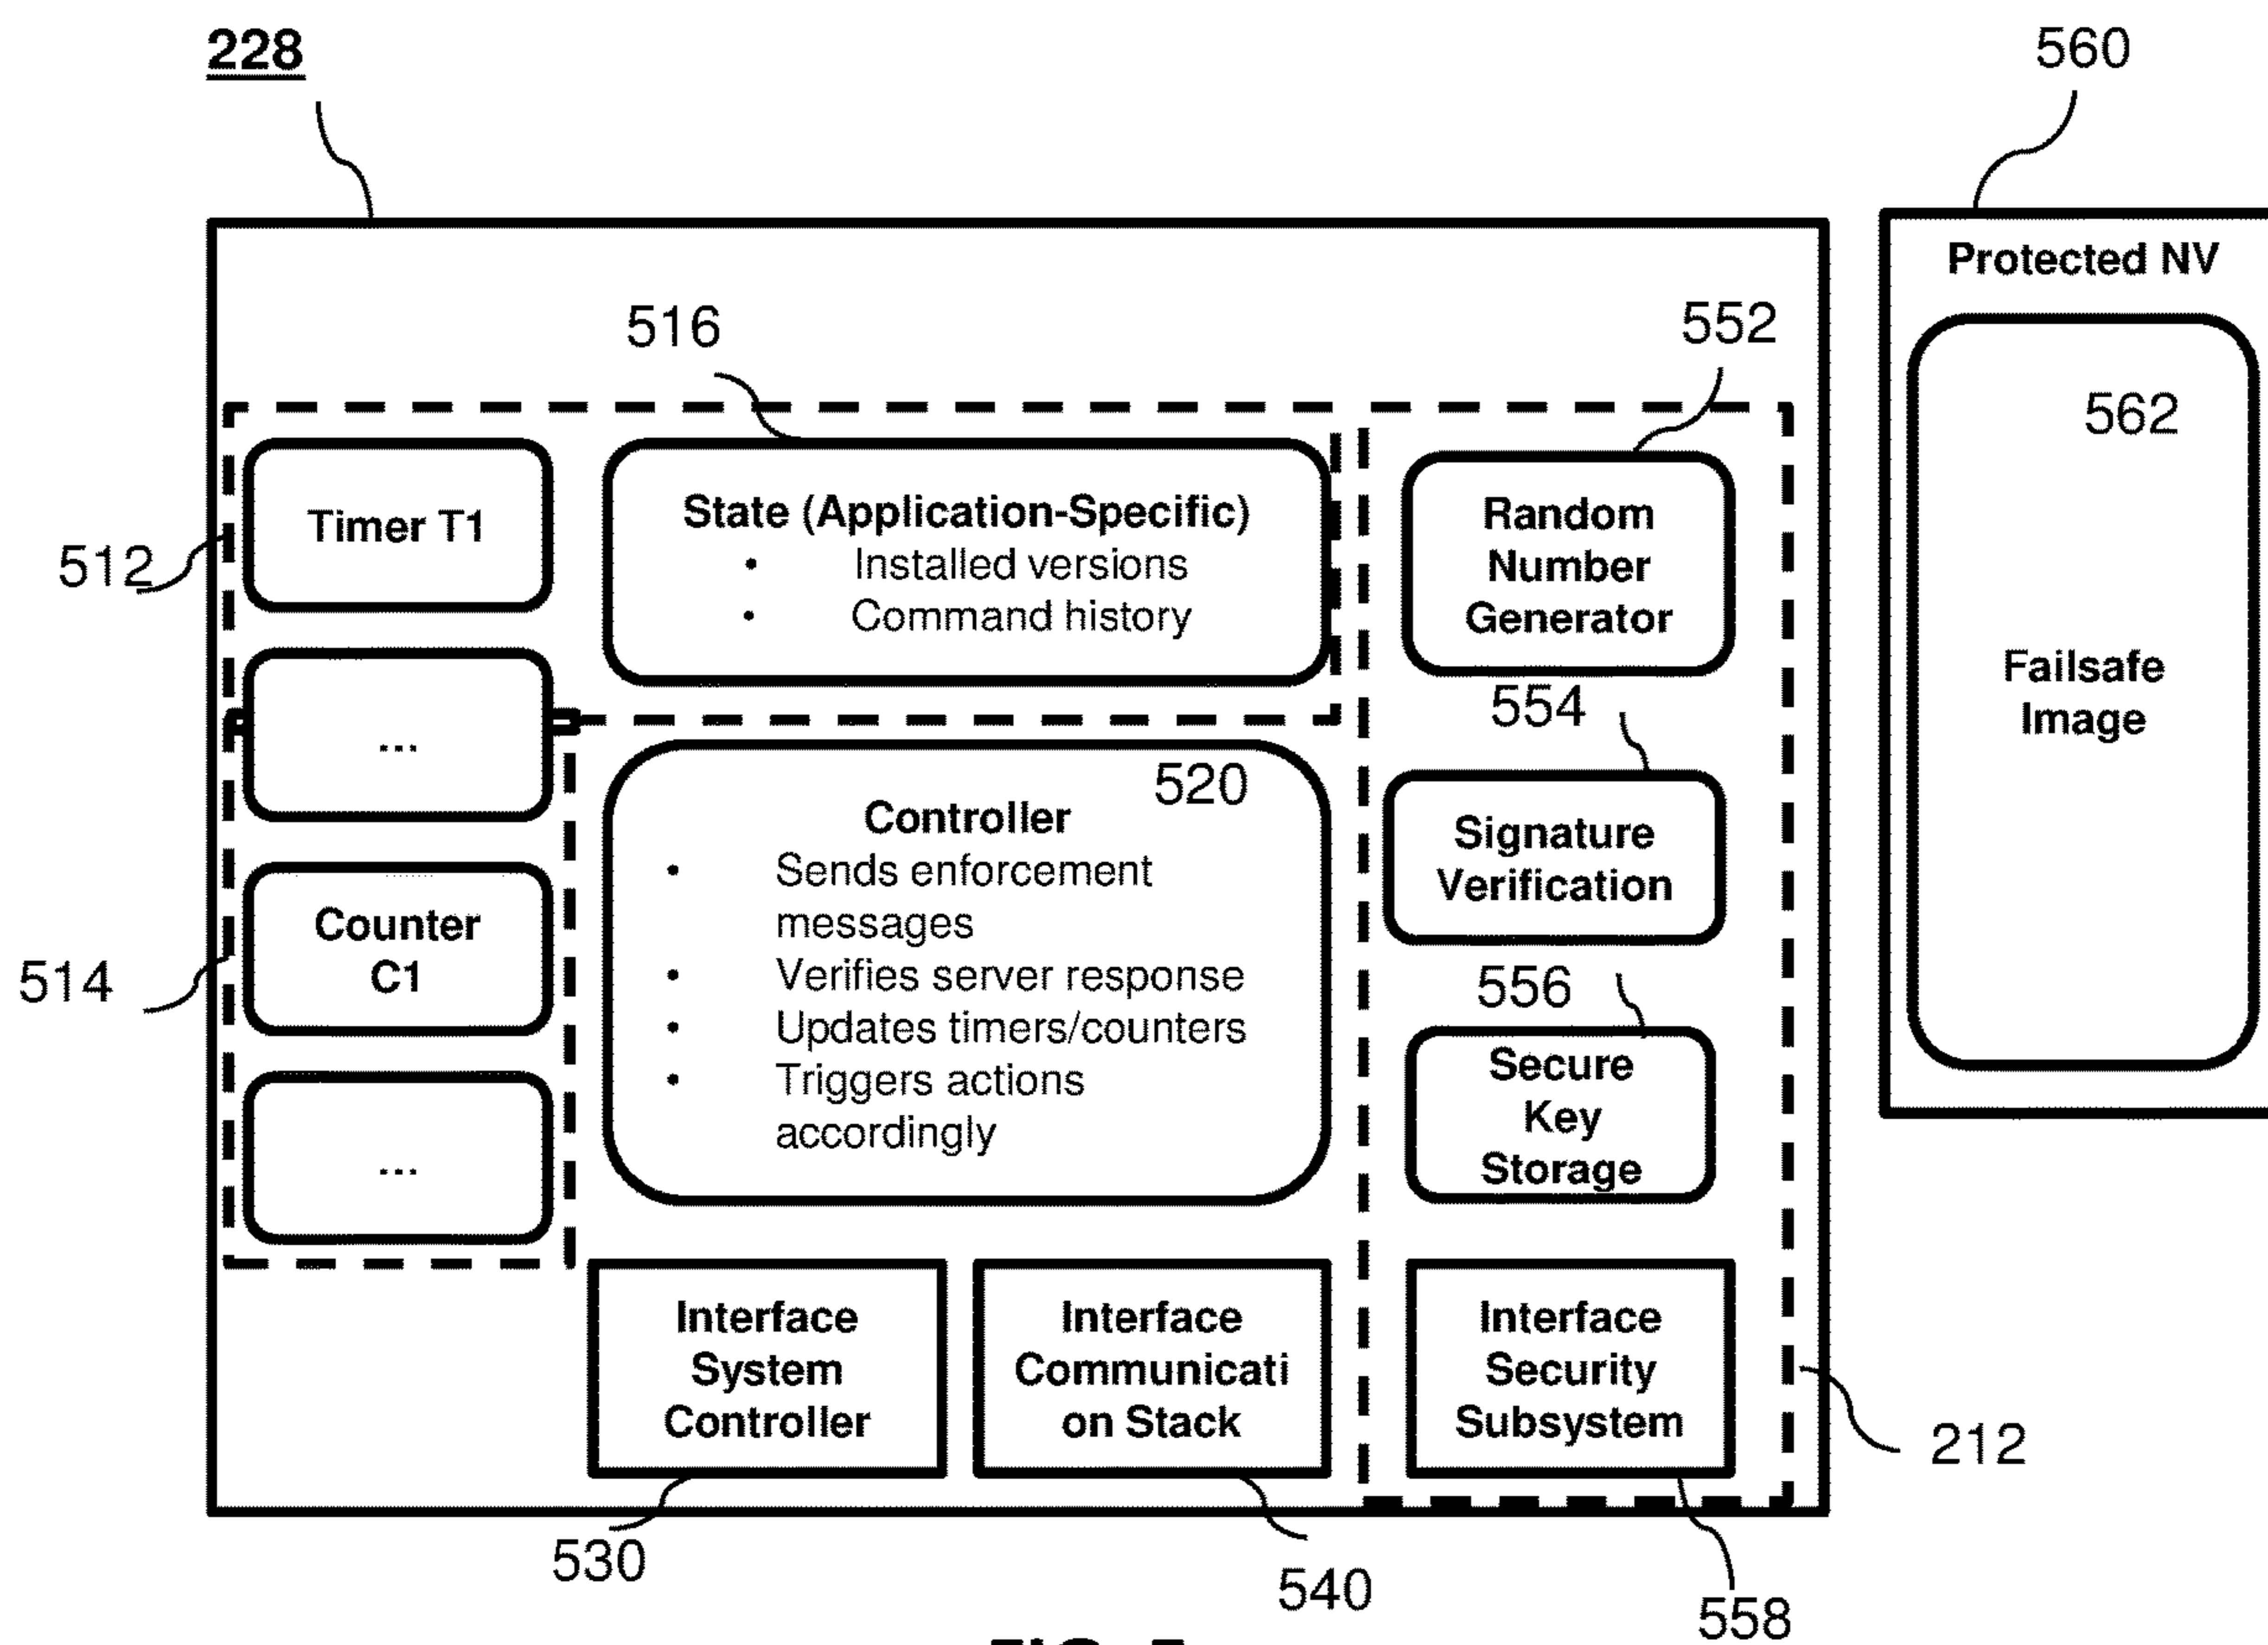 228
560
Protected NV
516
552
562
Timer T1
State (Application-Specific)
• Installed versions
• Command history
Random
Number
Generator
512
Failsafe
Image
554
...
520
Controller
• Sends enforcement
messages
• Verifies server response
• Updates timers/counters
• Triggers actions
accordingly
Signature
Verification
Counter
C1
514
556
Secure
Key
Storage
...
Interface
System
Controller
Interface
Communicati
on Stack
Interface
Security
Subsystem
212
530
540
558